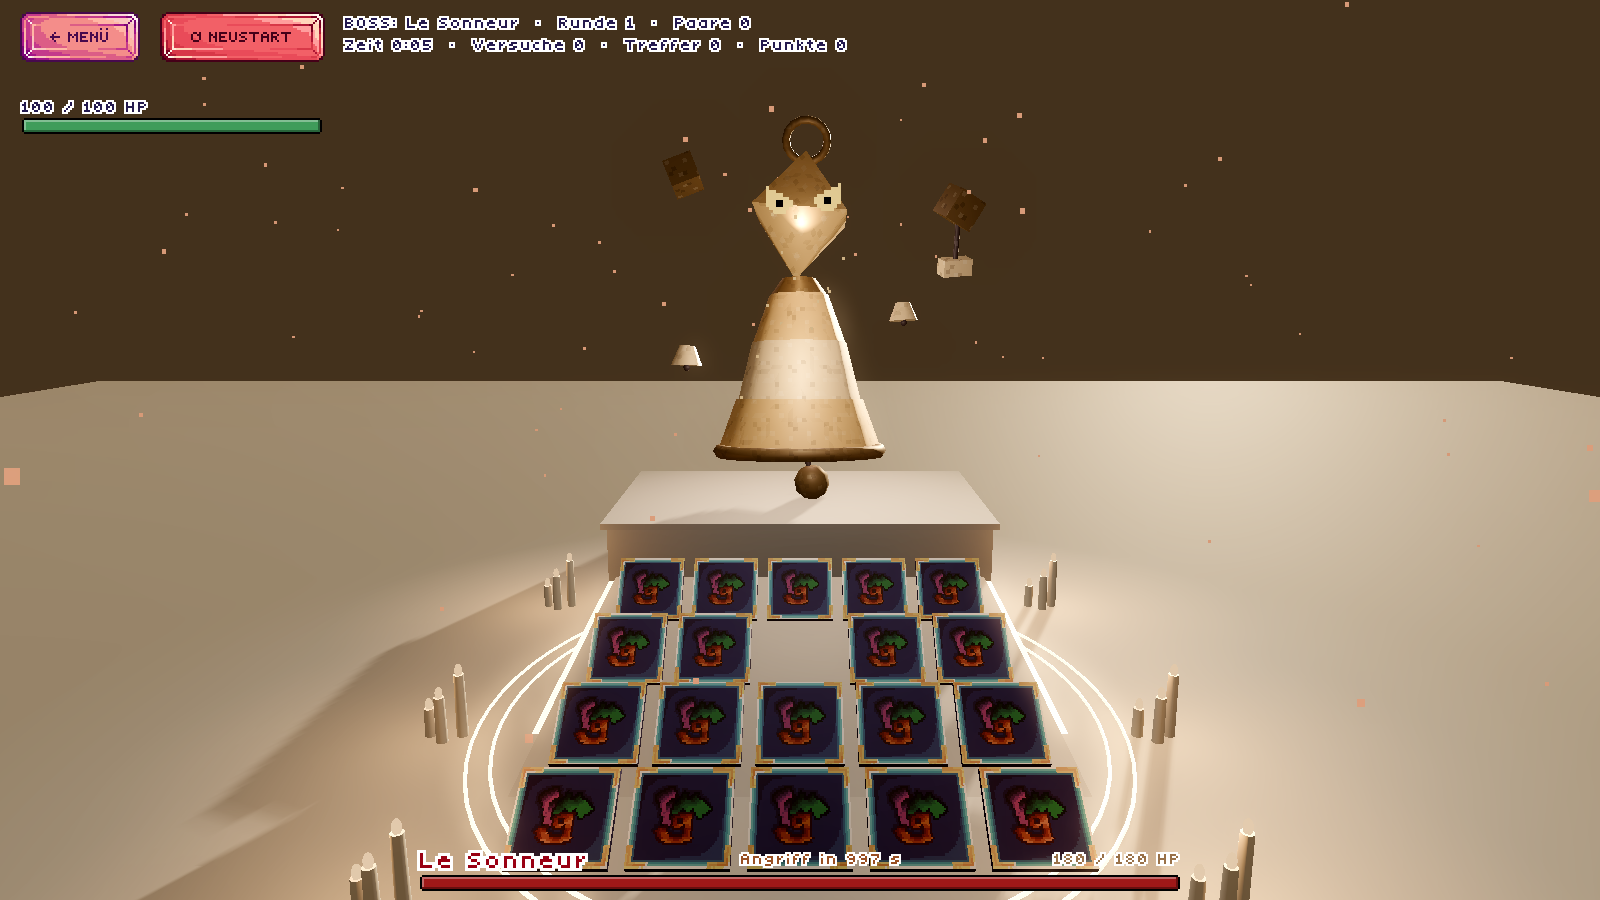 ← MENÜ
↺ NEUSTART
BOSS: Le Sonneur · Runde 1 · Paare 0
Zeit 0:05 · Versuche 0 · Treffer 0 · Punkte 0
100 / 100 HP
Le Sonneur
Angriff in 997 s
180 / 180 HP